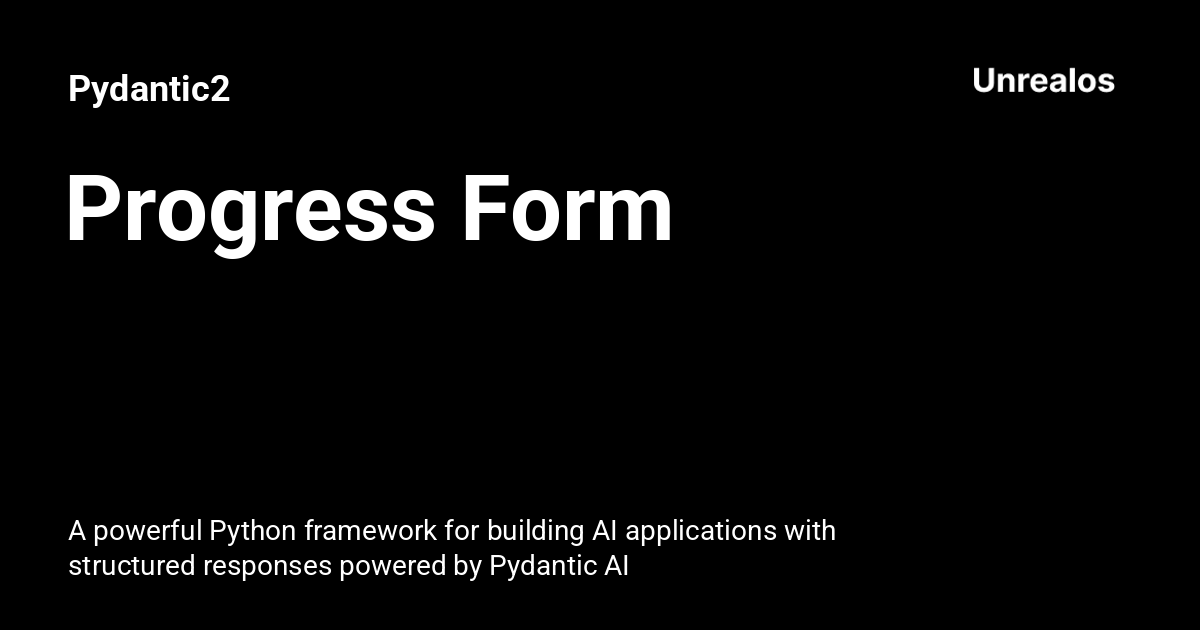 Pydantic2
Unrealos
Progress Form
A powerful Python framework for building AI applications with
structured responses powered by Pydantic AI